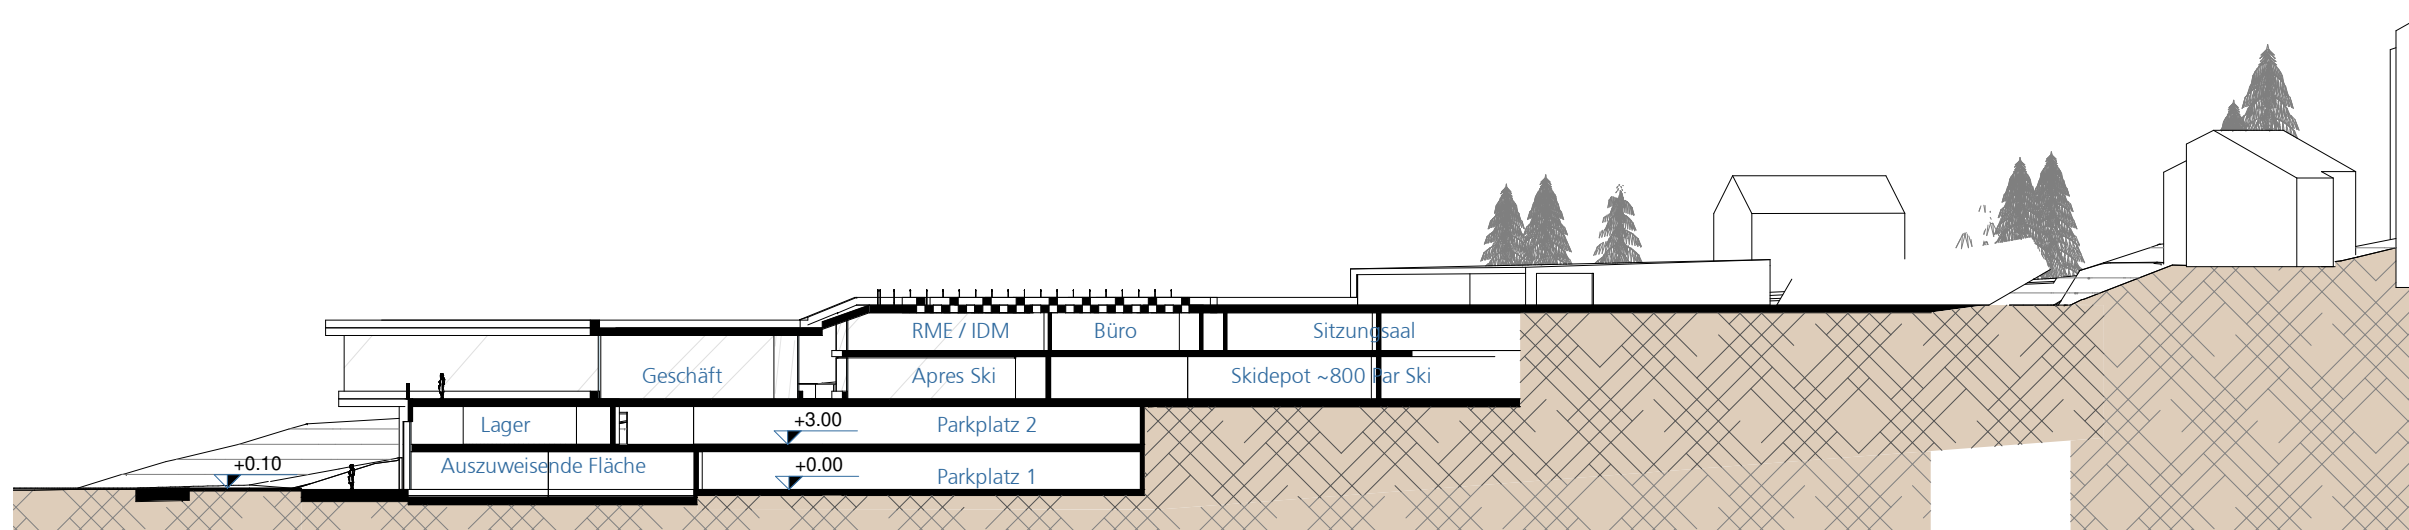 RME / IDM
Büro
Sitzungsaal
Geschäft
Apres Ski
Skidepot ~800 Par Ski
Lager
+3.00
Parkplatz 2
+0.10
Auszuweisende Fläche
+0.00
Parkplatz 1